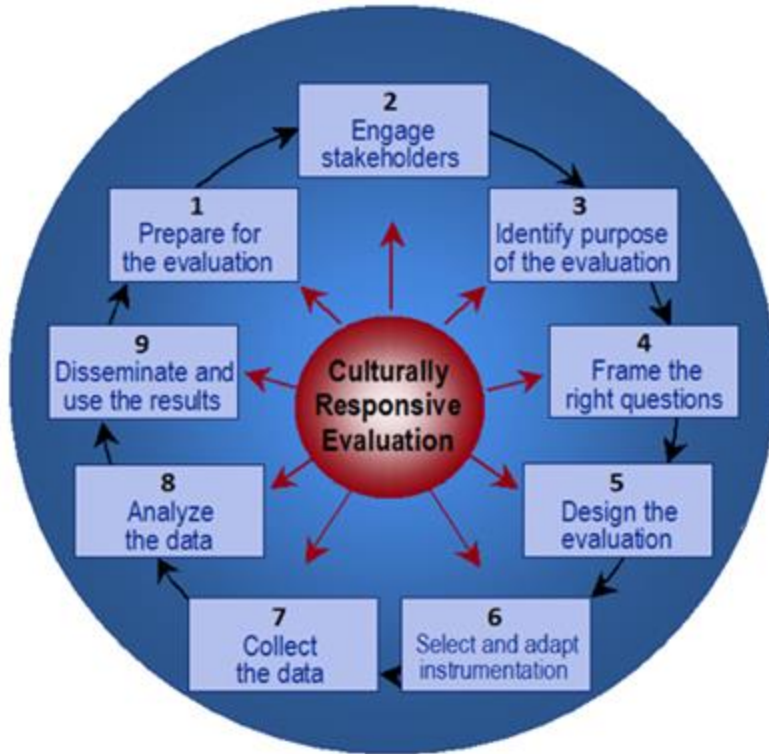 2
Engage
stakeholders
1
Prepare for
the evaluation
3
Identify purpose
of the evaluation
9
Disseminate and
use the results
Culturally
Responsive
Evaluation
4
Frame the
right questions
8
Analyze
the data
5
Design the
evaluation
7
Collect
the data
6
Select and adapt
instrumentation